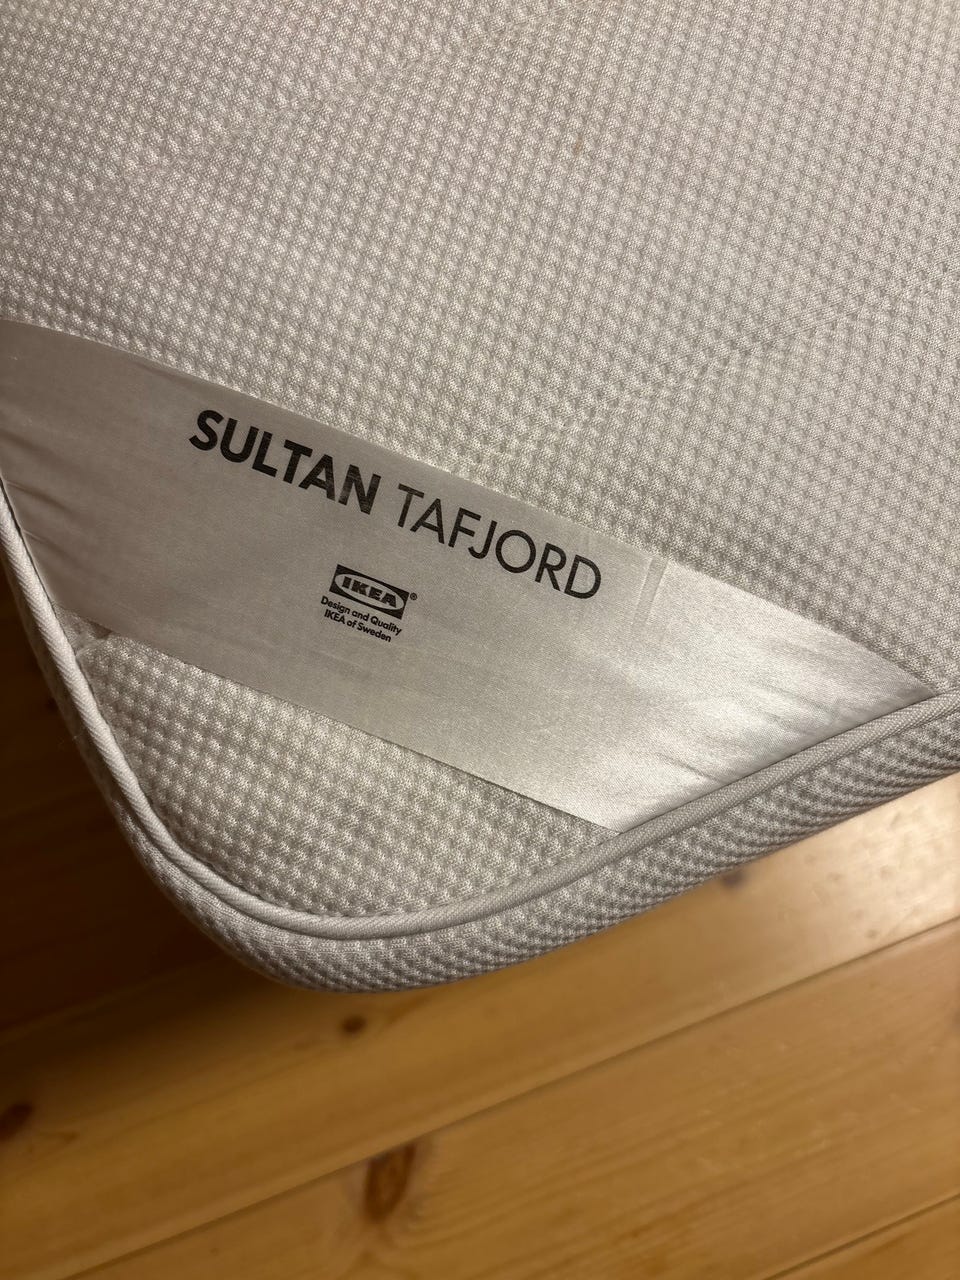 SULTAN TAFJORD
IKEA®
Design and Quality
IKEA of Sweden